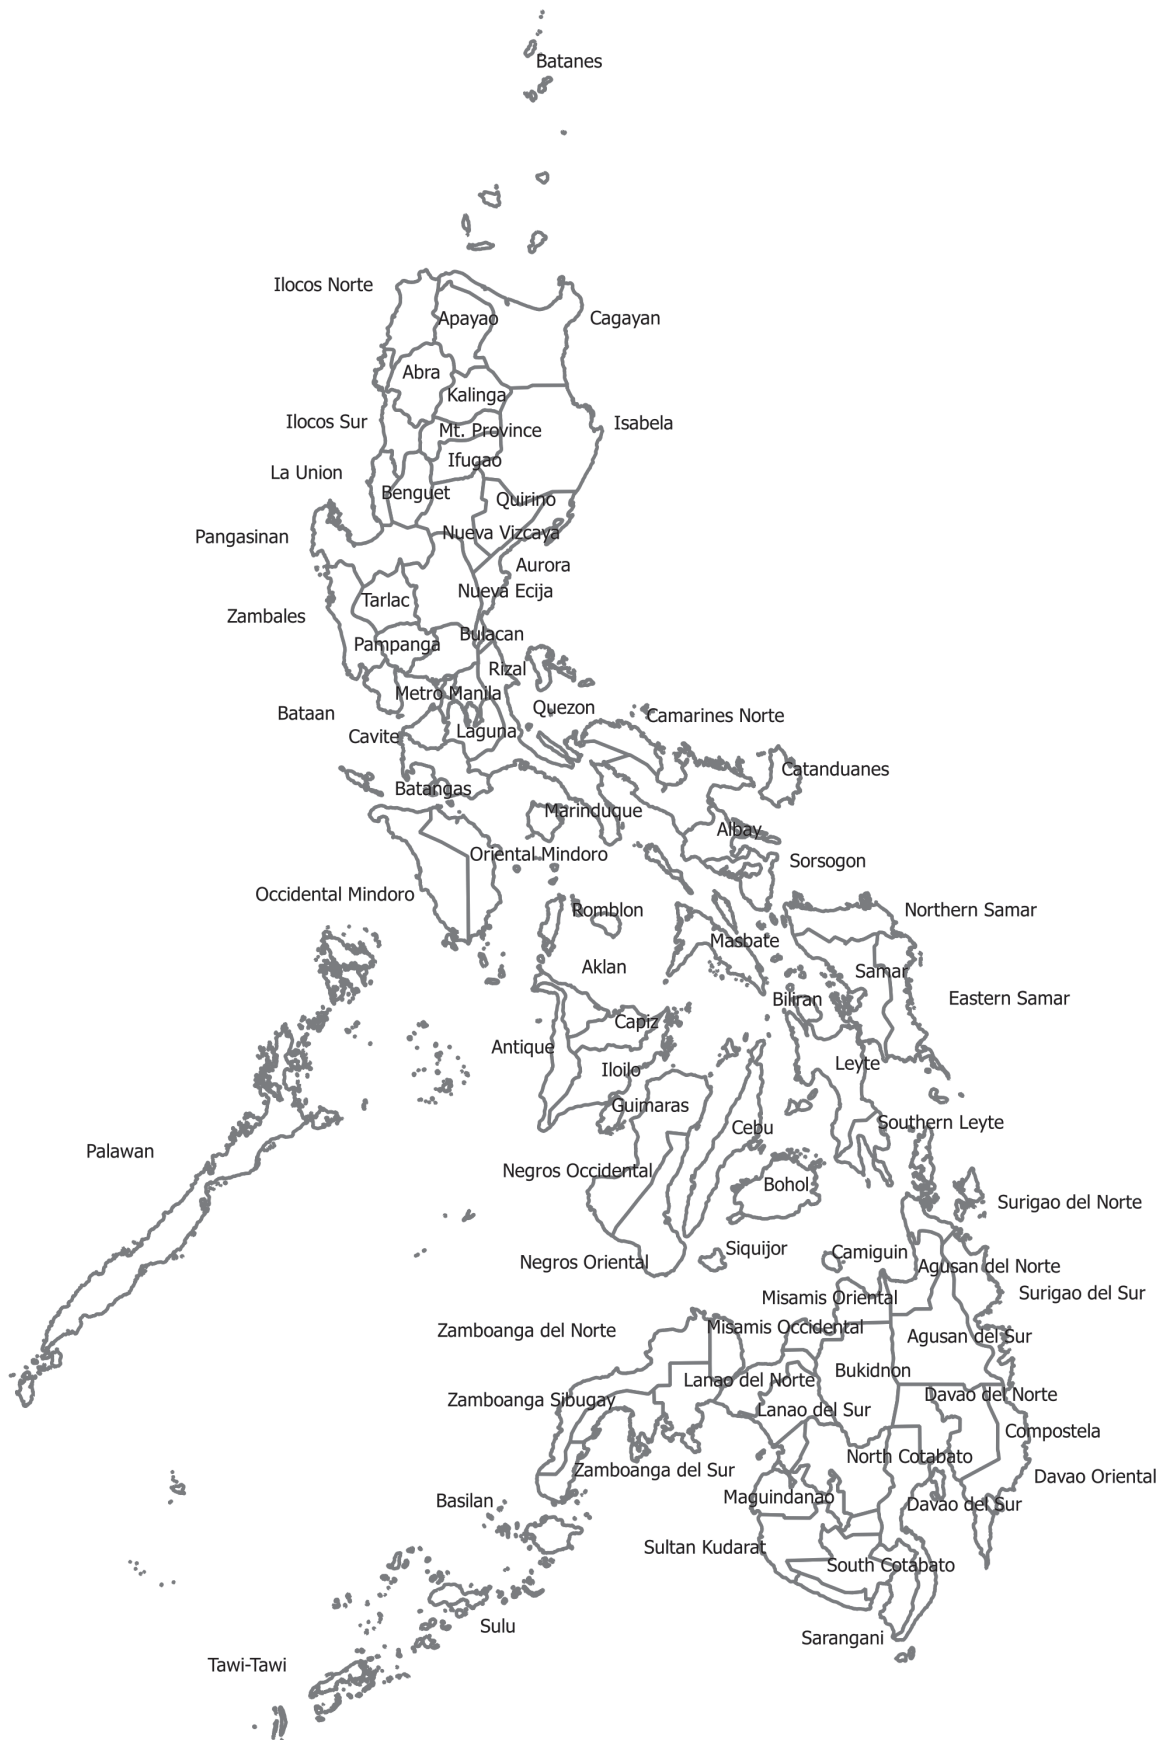 Batanes
Ilocos Norte
Apayao
Cagayan
Abra
Kalinga
Ilocos Sur
Mt. Province
Isabela
Ifugao
La Union
Benguet
Quirino
Nueva Vizcaya
Pangasinan
Aurora
Nueva Ecija
Tarlac
Zambales
Bulacan
Pampanga
Rizal
Metro Manila
Quezon
Bataan
Camarines Norte
Cavite
Laguna
Catanduanes
Batangas
Marinduque
Albay
Oriental Mindoro
Sorsogon
Occidental Mindoro
Romblon
Northern Samar
Masbate
Aklan
Samar
Biliran
Eastern Samar
Capiz
Antique
Iloilo
Leyte
Guimaras
Cebu
Southern Leyte
Palawan
Negros Occidental
Bohol
Surigao del Norte
Siquijor
Camiguin
Negros Oriental
Agusan del Norte
Surigao del Sur
Misamis Oriental
Zamboanga del Norte
Misamis Occidental
Agusan del Sur
Bukidnon
Lanao del Norte
Davao del Norte
Zamboanga Sibugay
Lanao del Sur
Compostela
North Cotabato
Zamboanga del Sur
Davao Oriental
Basilan
Maguindanao
Davao del Sur
Sultan Kudarat
South Cotabato
Sulu
Sarangani
Tawi-Tawi